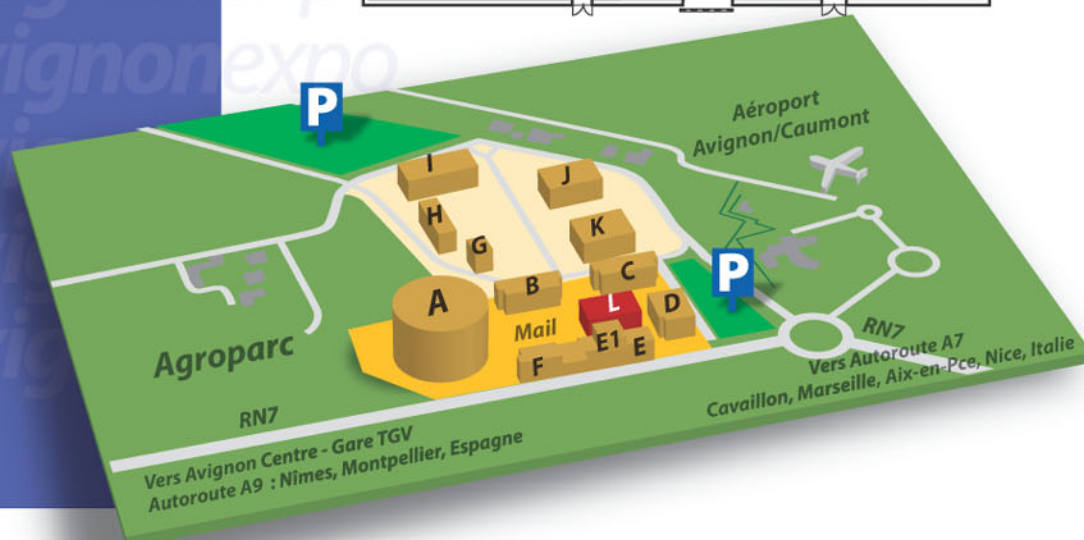 avignonexpo
P
Aéroport
Avignon/Caumont
I
J
H
K
G
C
P
B
A
L
D
Mail
E1
E
F
Agroparc
RN7
RN7
Vers Autoroute A7
Cavaillon, Marseille, Aix-en-Pce, Nice, Italie
Vers Avignon Centre - Gare TGV
Autoroute A9 : Nîmes, Montpellier, Espagne